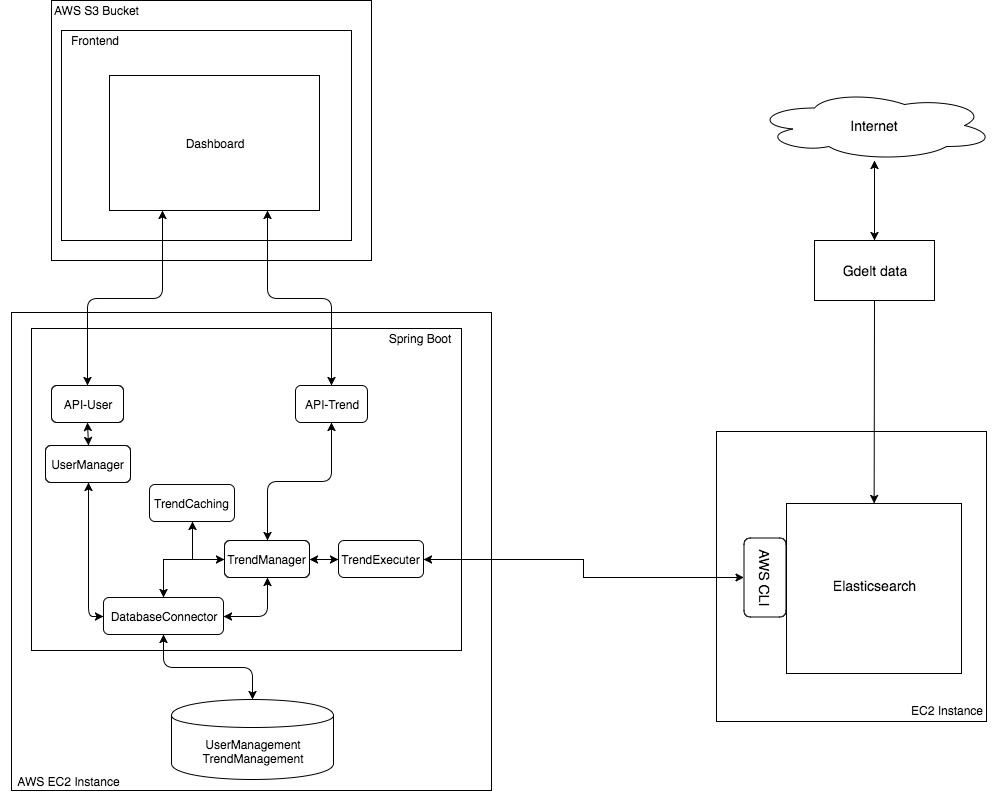 AWS S3 Bucket
Frontend
Dashboard
Internet
Gdelt data
Spring Boot
API-User
API-Trend
UserManager
TrendCaching
TrendManager
TrendExecuter
DatabaseConnector
UserManagement
TrendManagement
AWS EC2 Instance
AWS CLI
Elasticsearch
EC2 Instance